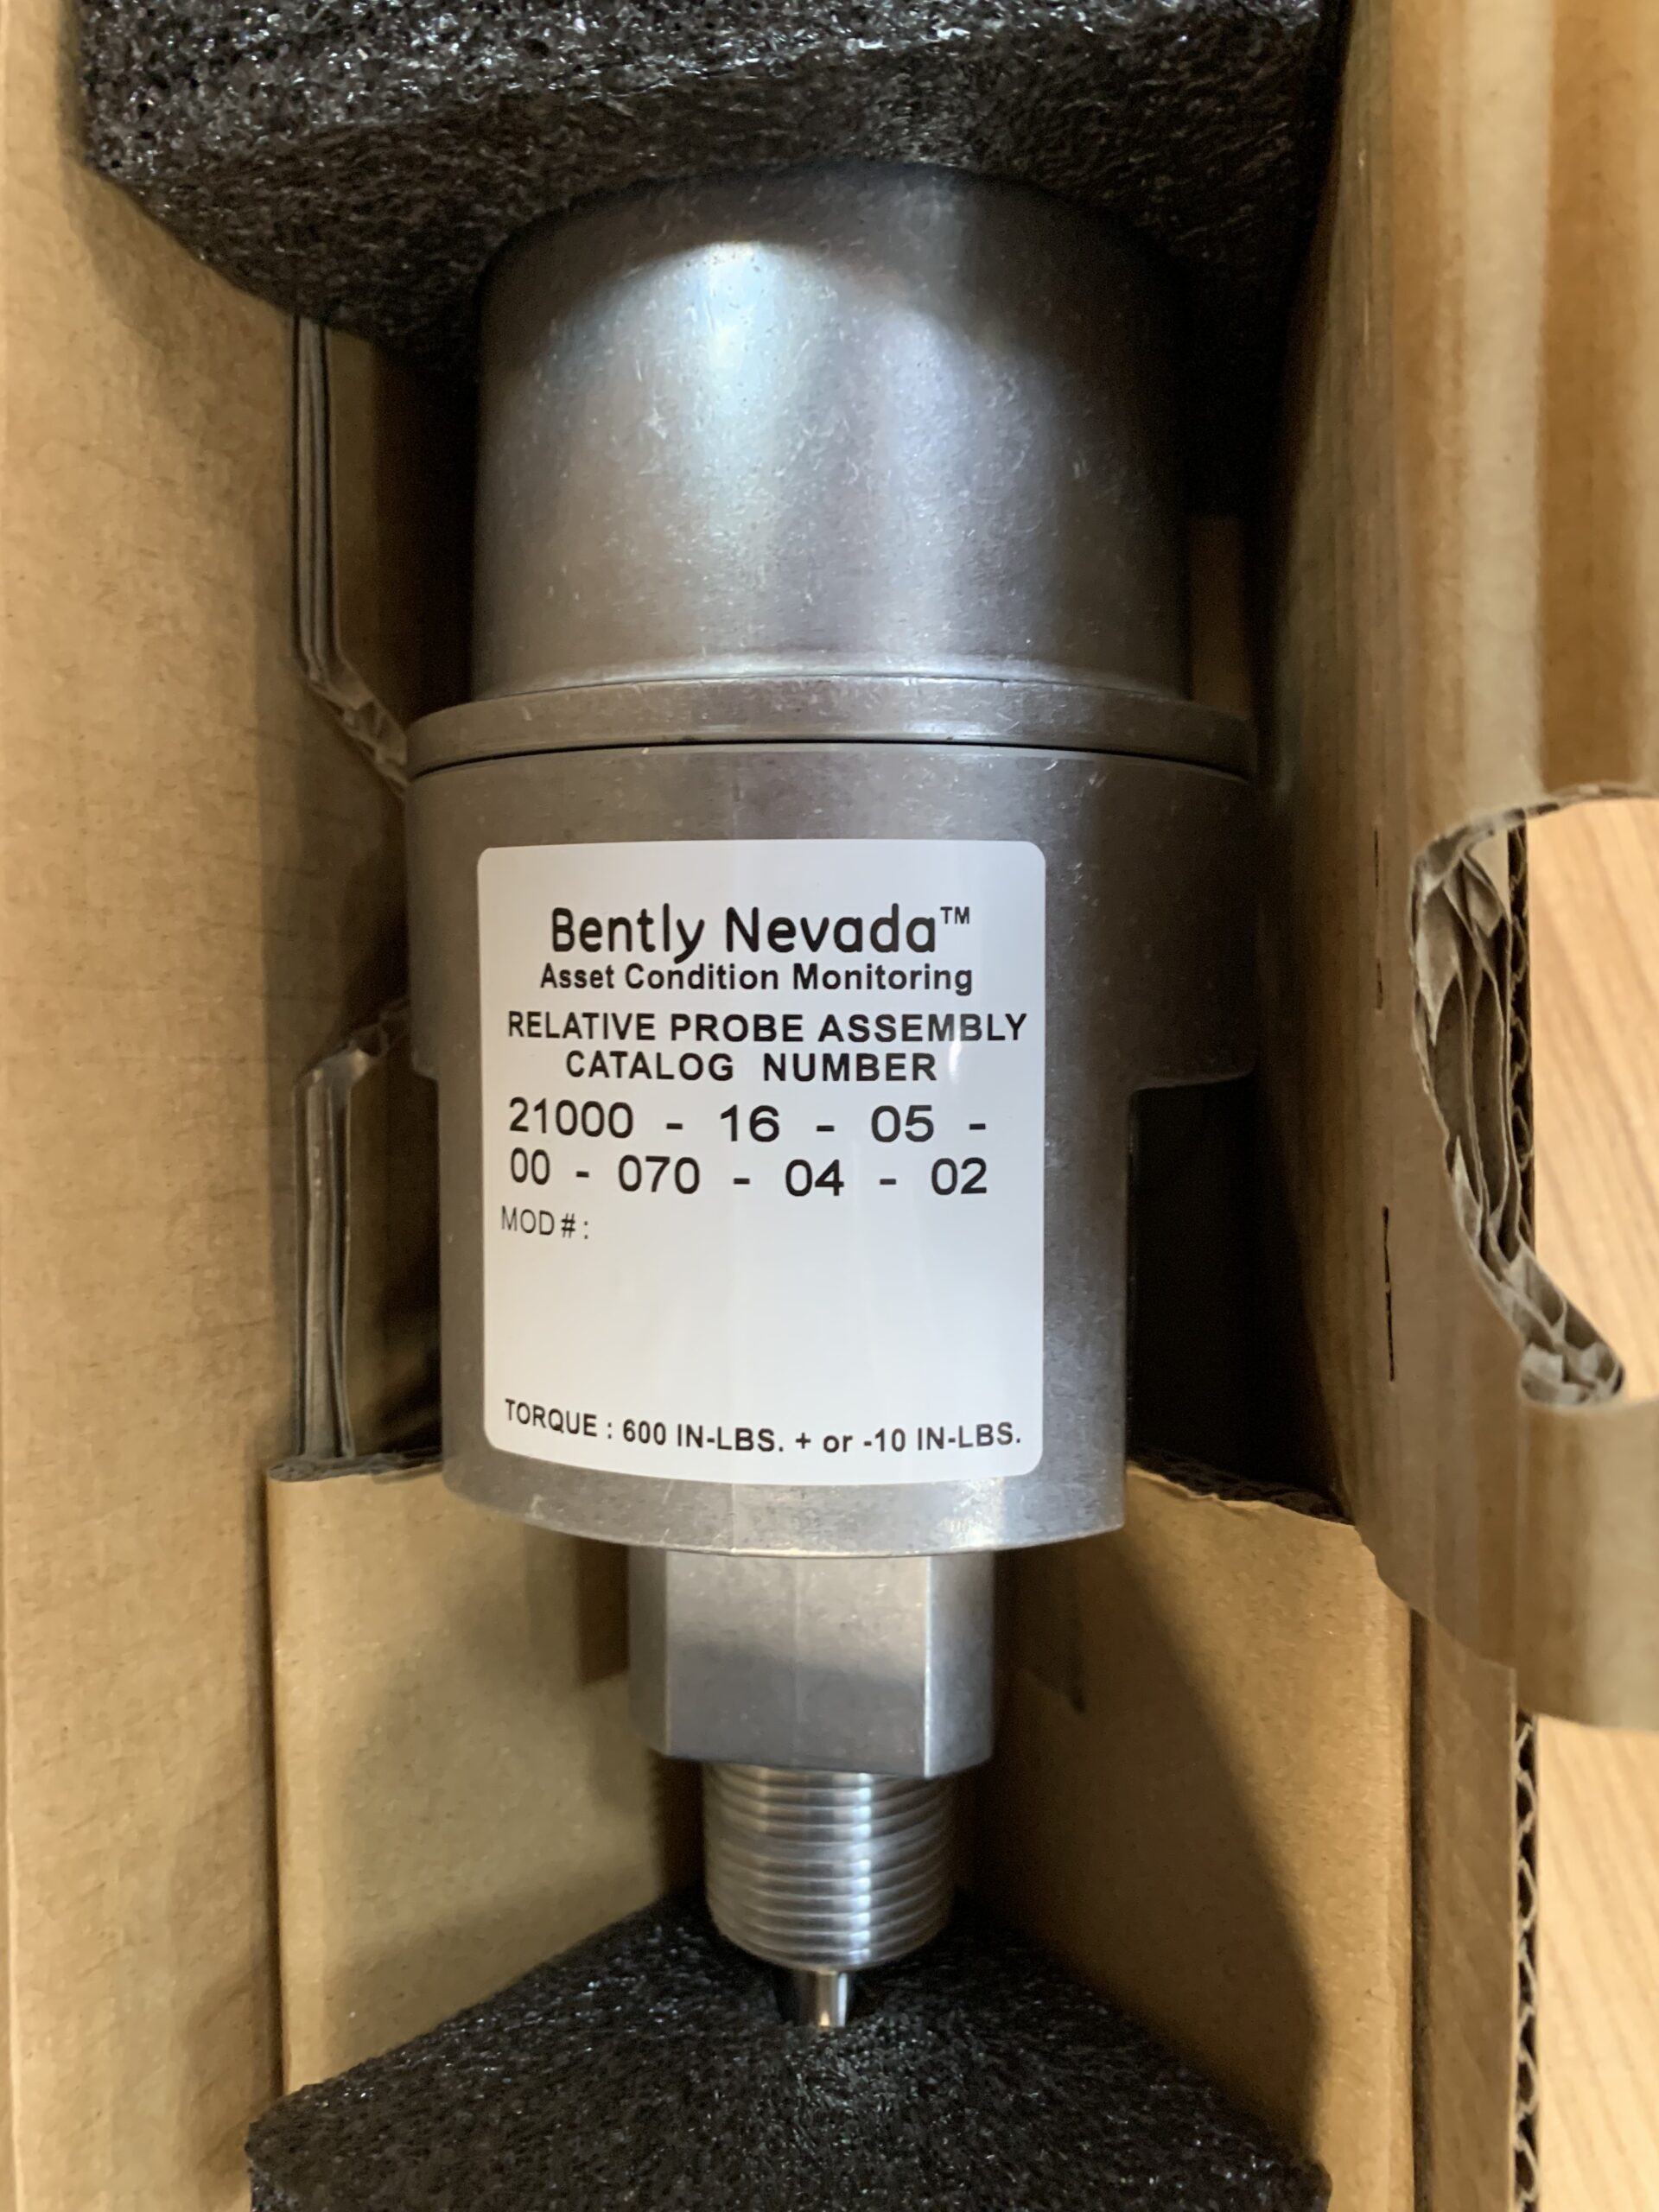 Bently Nevada™
Asset Condition Monitoring
RELATIVE PROBE ASSEMBLY
CATALOG NUMBER
21000 - 16 - 05 -
00 - 070 - 04 - 02
MOD # :
TORQUE : 600 IN-LBS. + or -10 IN-LBS.